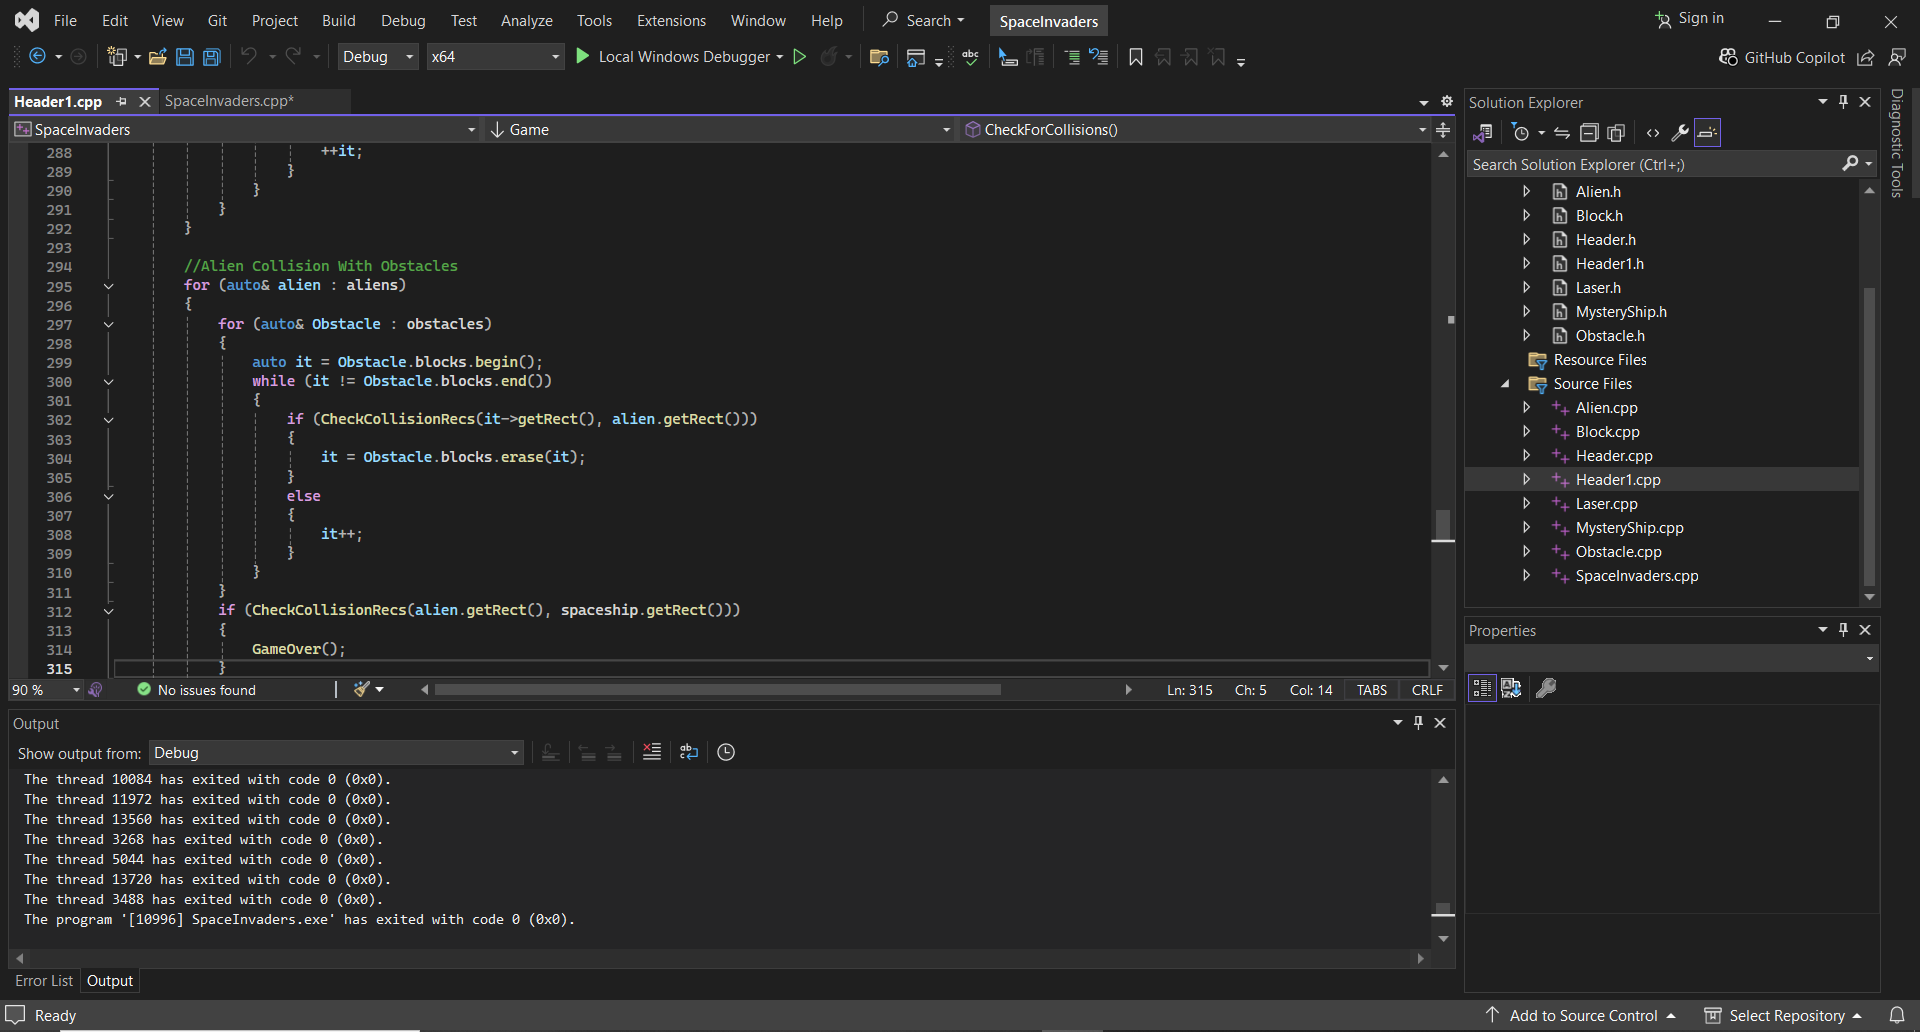 File Edit View Git Project Build Debug Test Analyze Tools Extensions Window Help Search SpaceInvaders Sign in
Debug x64 Local Windows Debugger GitHub Copilot
Header1.cpp SpaceInvaders.cpp*
SpaceInvaders Game CheckForCollisions()
288 ++it;
289 }
290 }
291 }
292 }
293
294 //Alien Collision With Obstacles
295 for (auto& alien : aliens)
296 {
297 for (auto& Obstacle : obstacles)
298 {
299 auto it = Obstacle.blocks.begin();
300 while (it != Obstacle.blocks.end())
301 {
302 if (CheckCollisionRecs(it->getRect(), alien.getRect()))
303 {
304 it = Obstacle.blocks.erase(it);
305 }
306 else
307 {
308 it++;
309 }
310 }
311 }
312 if (CheckCollisionRecs(alien.getRect(), spaceship.getRect()))
313 {
314 GameOver();
315 }
90 % No issues found Ln: 315 Ch: 5 Col: 14 TABS CRLF
Output
Show output from: Debug
The thread 10084 has exited with code 0 (0x0).
The thread 11972 has exited with code 0 (0x0).
The thread 13560 has exited with code 0 (0x0).
The thread 3268 has exited with code 0 (0x0).
The thread 5044 has exited with code 0 (0x0).
The thread 13720 has exited with code 0 (0x0).
The thread 3488 has exited with code 0 (0x0).
The program '[10996] SpaceInvaders.exe' has exited with code 0 (0x0).
Error List Output
Solution Explorer
Search Solution Explorer (Ctrl+;)
Alien.h
Block.h
Header.h
Header1.h
Laser.h
MysteryShip.h
Obstacle.h
Resource Files
Source Files
Alien.cpp
Block.cpp
Header.cpp
Header1.cpp
Laser.cpp
MysteryShip.cpp
Obstacle.cpp
SpaceInvaders.cpp
Properties
Diagnostic Tools
Ready Add to Source Control Select Repository